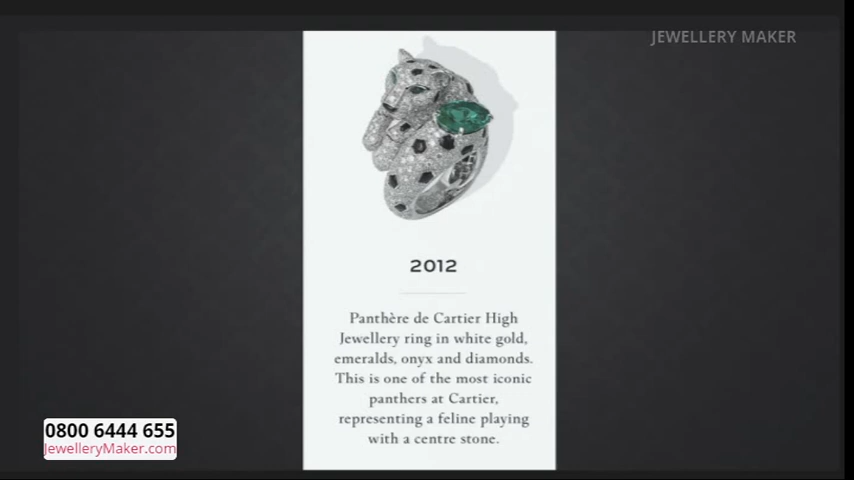 JEWELLERY MAKER
2012
Panthère de Cartier High
Jewellery ring in white gold,
emeralds, onyx and diamonds.
This is one of the most iconic
panthers at Cartier,
representing a feline playing
with a centre stone.
0800 6444 655
JewelleryMaker.com